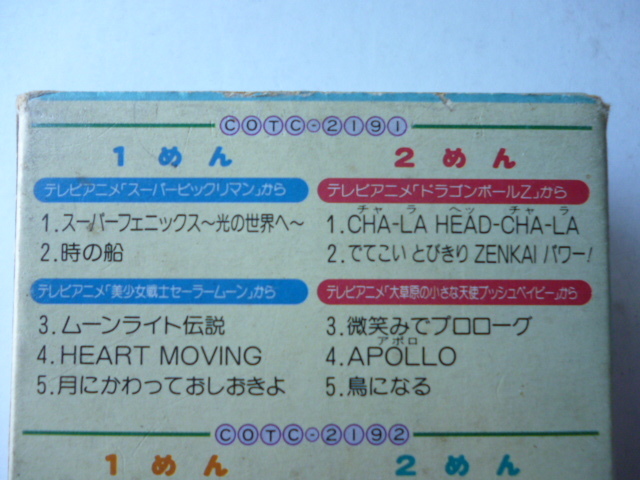 COTC-2191
1めん
テレビアニメ「スーパービックリマン」から
1.スーパーフェニックス〜光の世界へ〜
2.時の船
テレビアニメ「美少女戦士セーラームーン」から
3.ムーンライト伝説
4.HEART MOVING
5.月にかわっておしおきよ
2めん
テレビアニメ「ドラゴンボールZ」から
チャ ラ ヘッ チャ ラ
1.CHA-LA HEAD-CHA-LA
2.でてこい とびきり ZENKAI パワー!
テレビアニメ「大草原の小さな天使ブッシュベイビー」から
3.微笑みでプロローグ
アポロ
4.APOLLO
5.鳥になる
COTC-2192
1めん
2めん